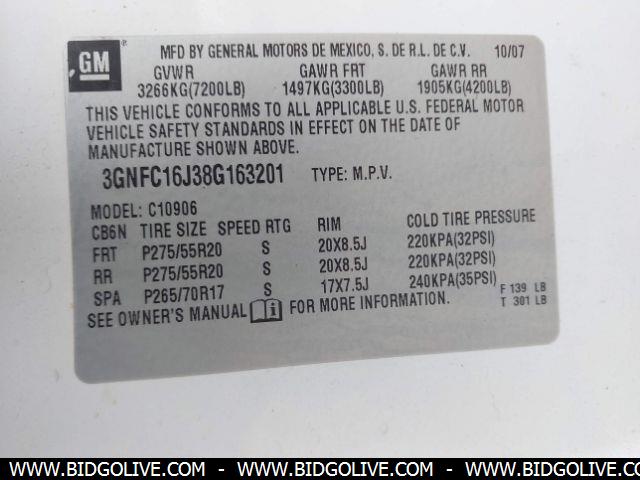 GM MFD BY GENERAL MOTORS DE MEXICO, S. DE R.L. DE C.V. 10/07
GVWR GAWR FRT GAWR RR
3266KG(7200LB) 1497KG(3300LB) 1905KG(4200LB)
THIS VEHICLE CONFORMS TO ALL APPLICABLE U.S. FEDERAL MOTOR
VEHICLE SAFETY STANDARDS IN EFFECT ON THE DATE OF
MANUFACTURE SHOWN ABOVE.
3GNFC16J38G163201 TYPE: M.P.V.
MODEL: C10906
CB6N TIRE SIZE SPEED RTG RIM COLD TIRE PRESSURE
FRT P275/55R20 S 20X8.5J 220KPA(32PSI)
RR P275/55R20 S 20X8.5J 220KPA(32PSI)
SPA P265/70R17 S 17X7.5J 240KPA(35PSI) F 139 LB
T 301 LB
SEE OWNER'S MANUAL FOR MORE INFORMATION.
WWW.BIDGOLIVE.COM - WWW.BIDGOLIVE.COM - WWW.BIDGOLIVE.COM